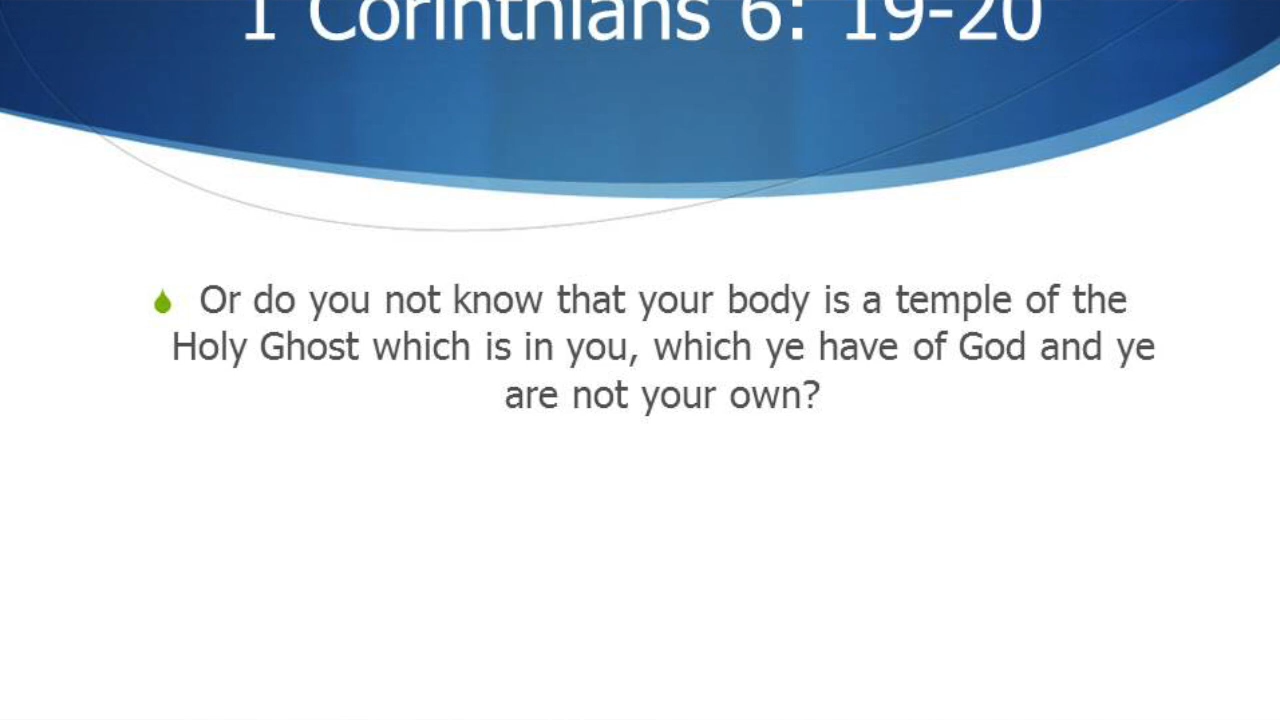 1 Corinthians 6: 19-20
Or do you not know that your body is a temple of the
Holy Ghost which is in you, which ye have of God and ye
are not your own?